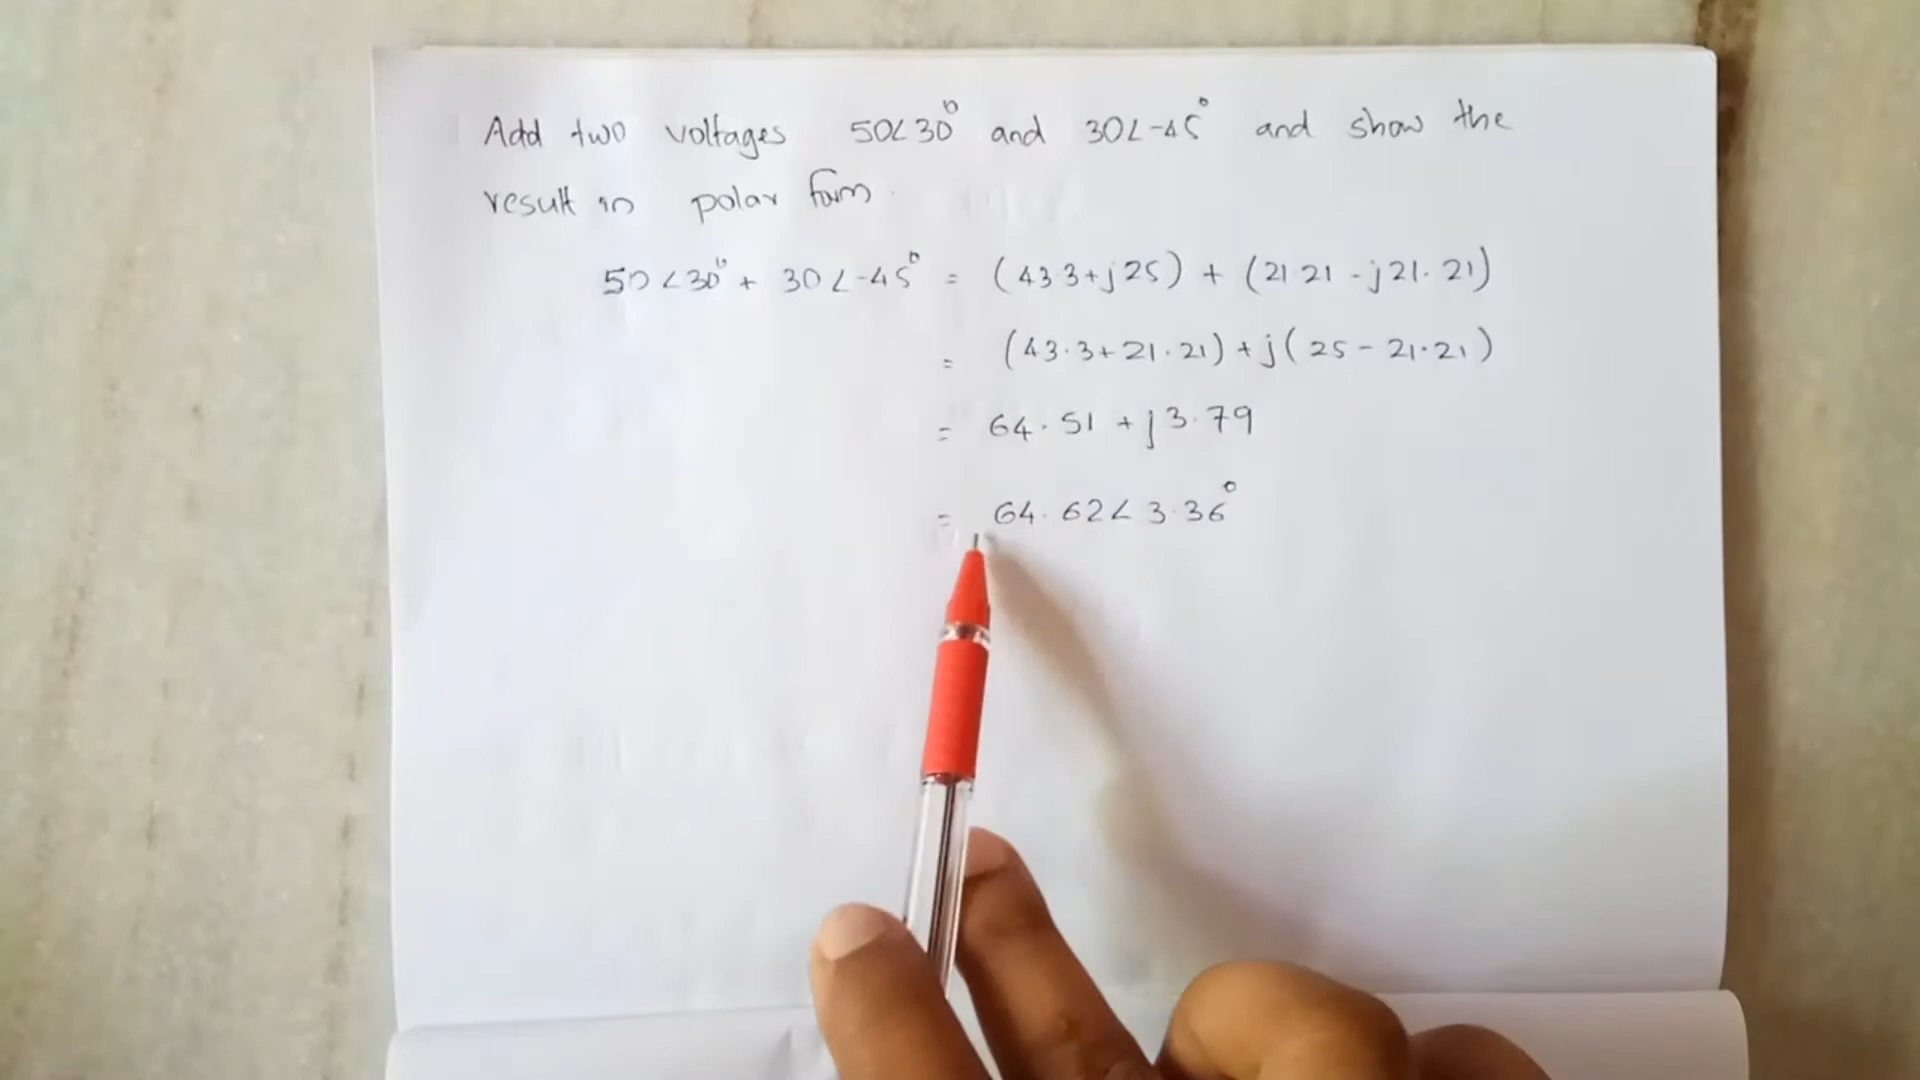 Add two voltages 50∠30° and 30∠-45° and show the
result in polar form.
50∠30° + 30∠-45° = (43.3+j25) + (21.21-j21.21)
= (43.3+21.21)+j(25-21.21)
= 64.51 + j3.79
= 64.62∠3.36°